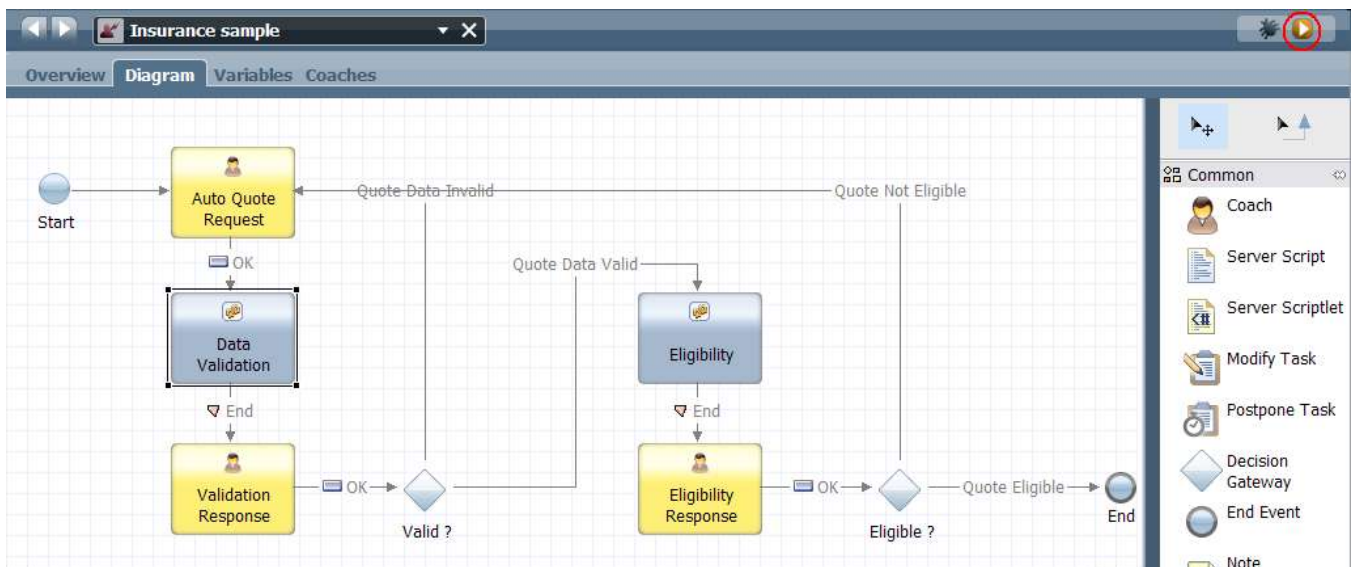 Insurance sample
Overview Diagram Variables Coaches
Start
Auto Quote
Request
Quote Data Invalid
Quote Not Eligible
OK
Quote Data Valid
Data
Validation
Eligibility
End
End
Validation
Response
OK
Valid ?
Eligibility
Response
OK
Eligible ?
Quote Eligible
End
Common
Coach
Server Script
<#
Server Scriptlet
Modify Task
Postpone Task
Decision
Gateway
End Event
Note